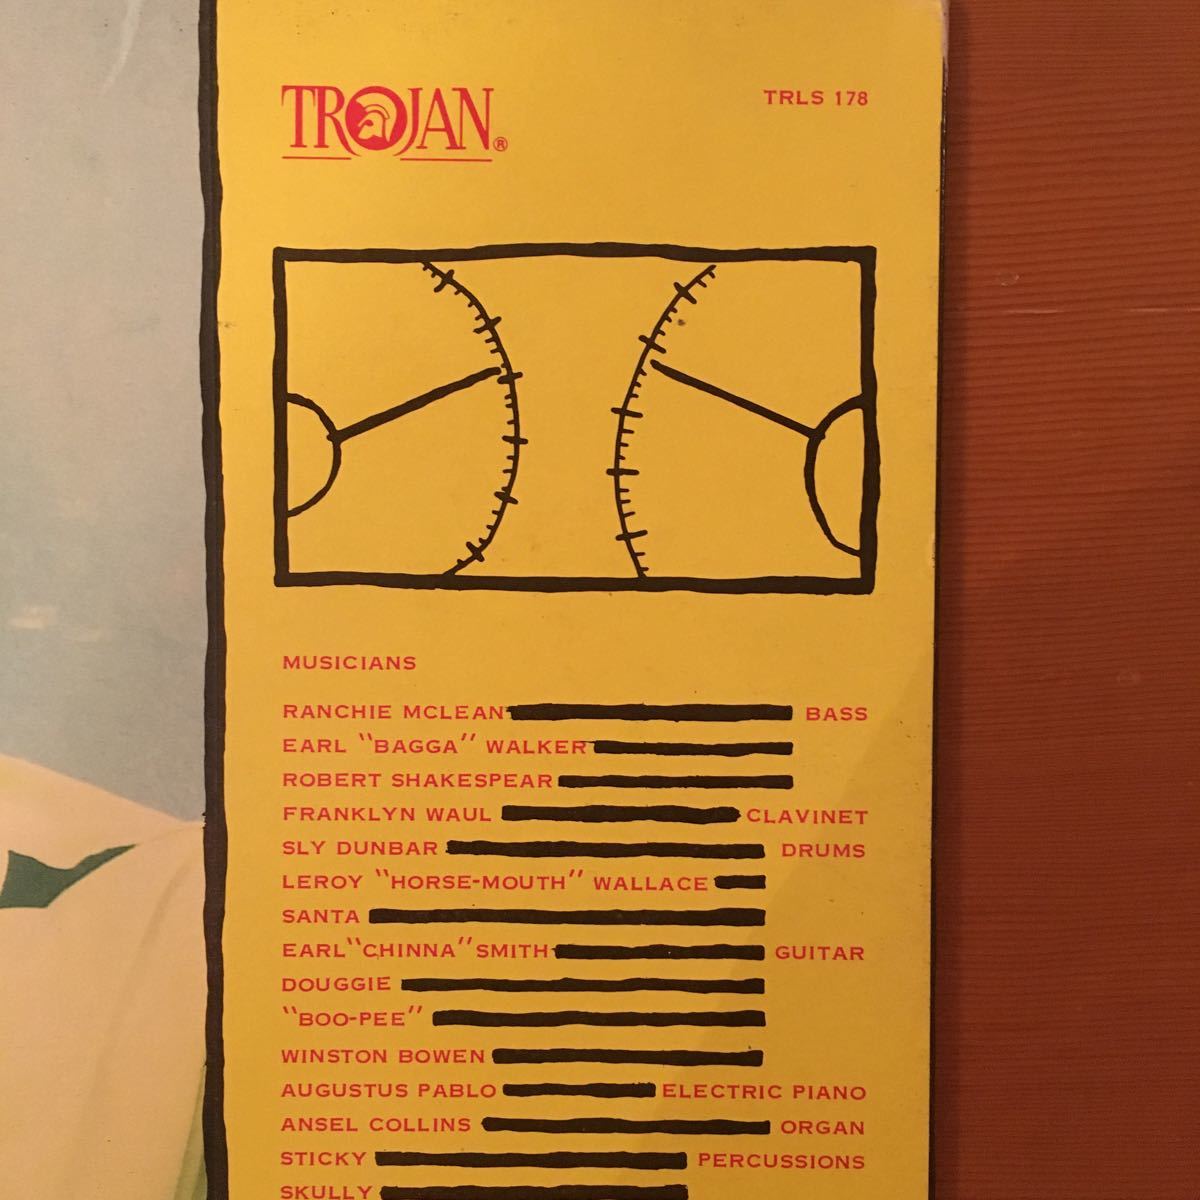 TROJAN®
TRLS 178
MUSICIANS
RANCHIE MCLEAN BASS
EARL "BAGGA" WALKER
ROBERT SHAKESPEAR
FRANKLYN WAUL CLAVINET
SLY DUNBAR DRUMS
LEROY "HORSE-MOUTH" WALLACE
SANTA
EARL "CHINNA" SMITH GUITAR
DOUGGIE
"BOO-PEE"
WINSTON BOWEN
AUGUSTUS PABLO ELECTRIC PIANO
ANSEL COLLINS ORGAN
STICKY PERCUSSIONS
SKULLY